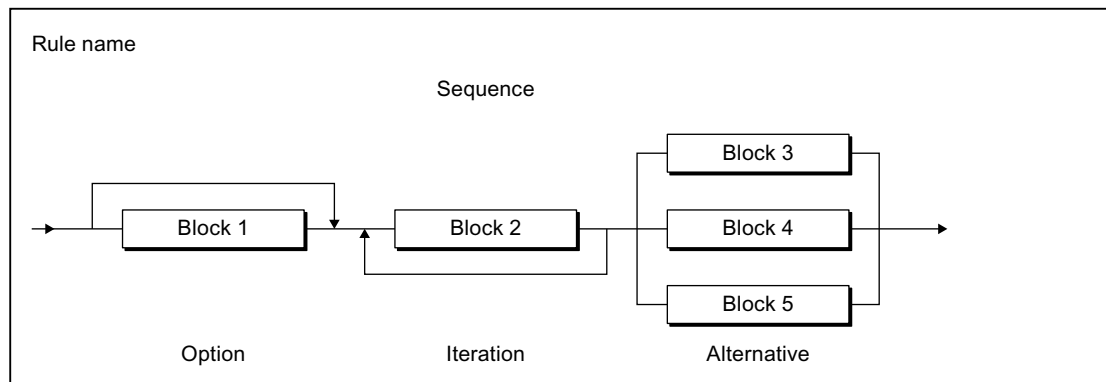 Rule name
Sequence
Block 3
Block 1
Block 2
Block 4
Block 5
Option
Iteration
Alternative